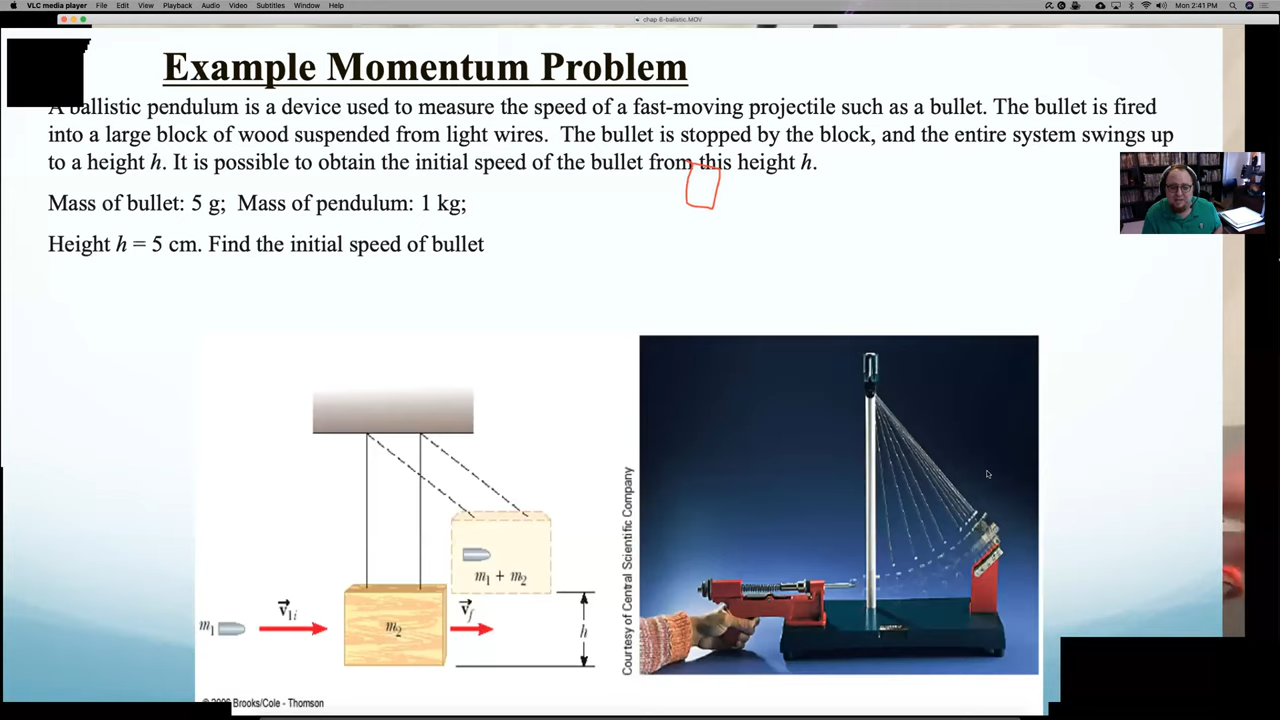 VLC media player File Edit View Playback Audio Video Subtitles Window Help Mon 2:41 PM
chap 8-balistic.MOV
Example Momentum Problem
A ballistic pendulum is a device used to measure the speed of a fast-moving projectile such as a bullet. The bullet is fired
into a large block of wood suspended from light wires. The bullet is stopped by the block, and the entire system swings up
to a height h. It is possible to obtain the initial speed of the bullet from this height h.
Mass of bullet: 5 g; Mass of pendulum: 1 kg;
Height h = 5 cm. Find the initial speed of bullet
m₁ + m₂
m₁
v⃗₁ᵢ
m₂
v⃗f
h
Brooks/Cole - Thomson
Courtesy of Central Scientific Company